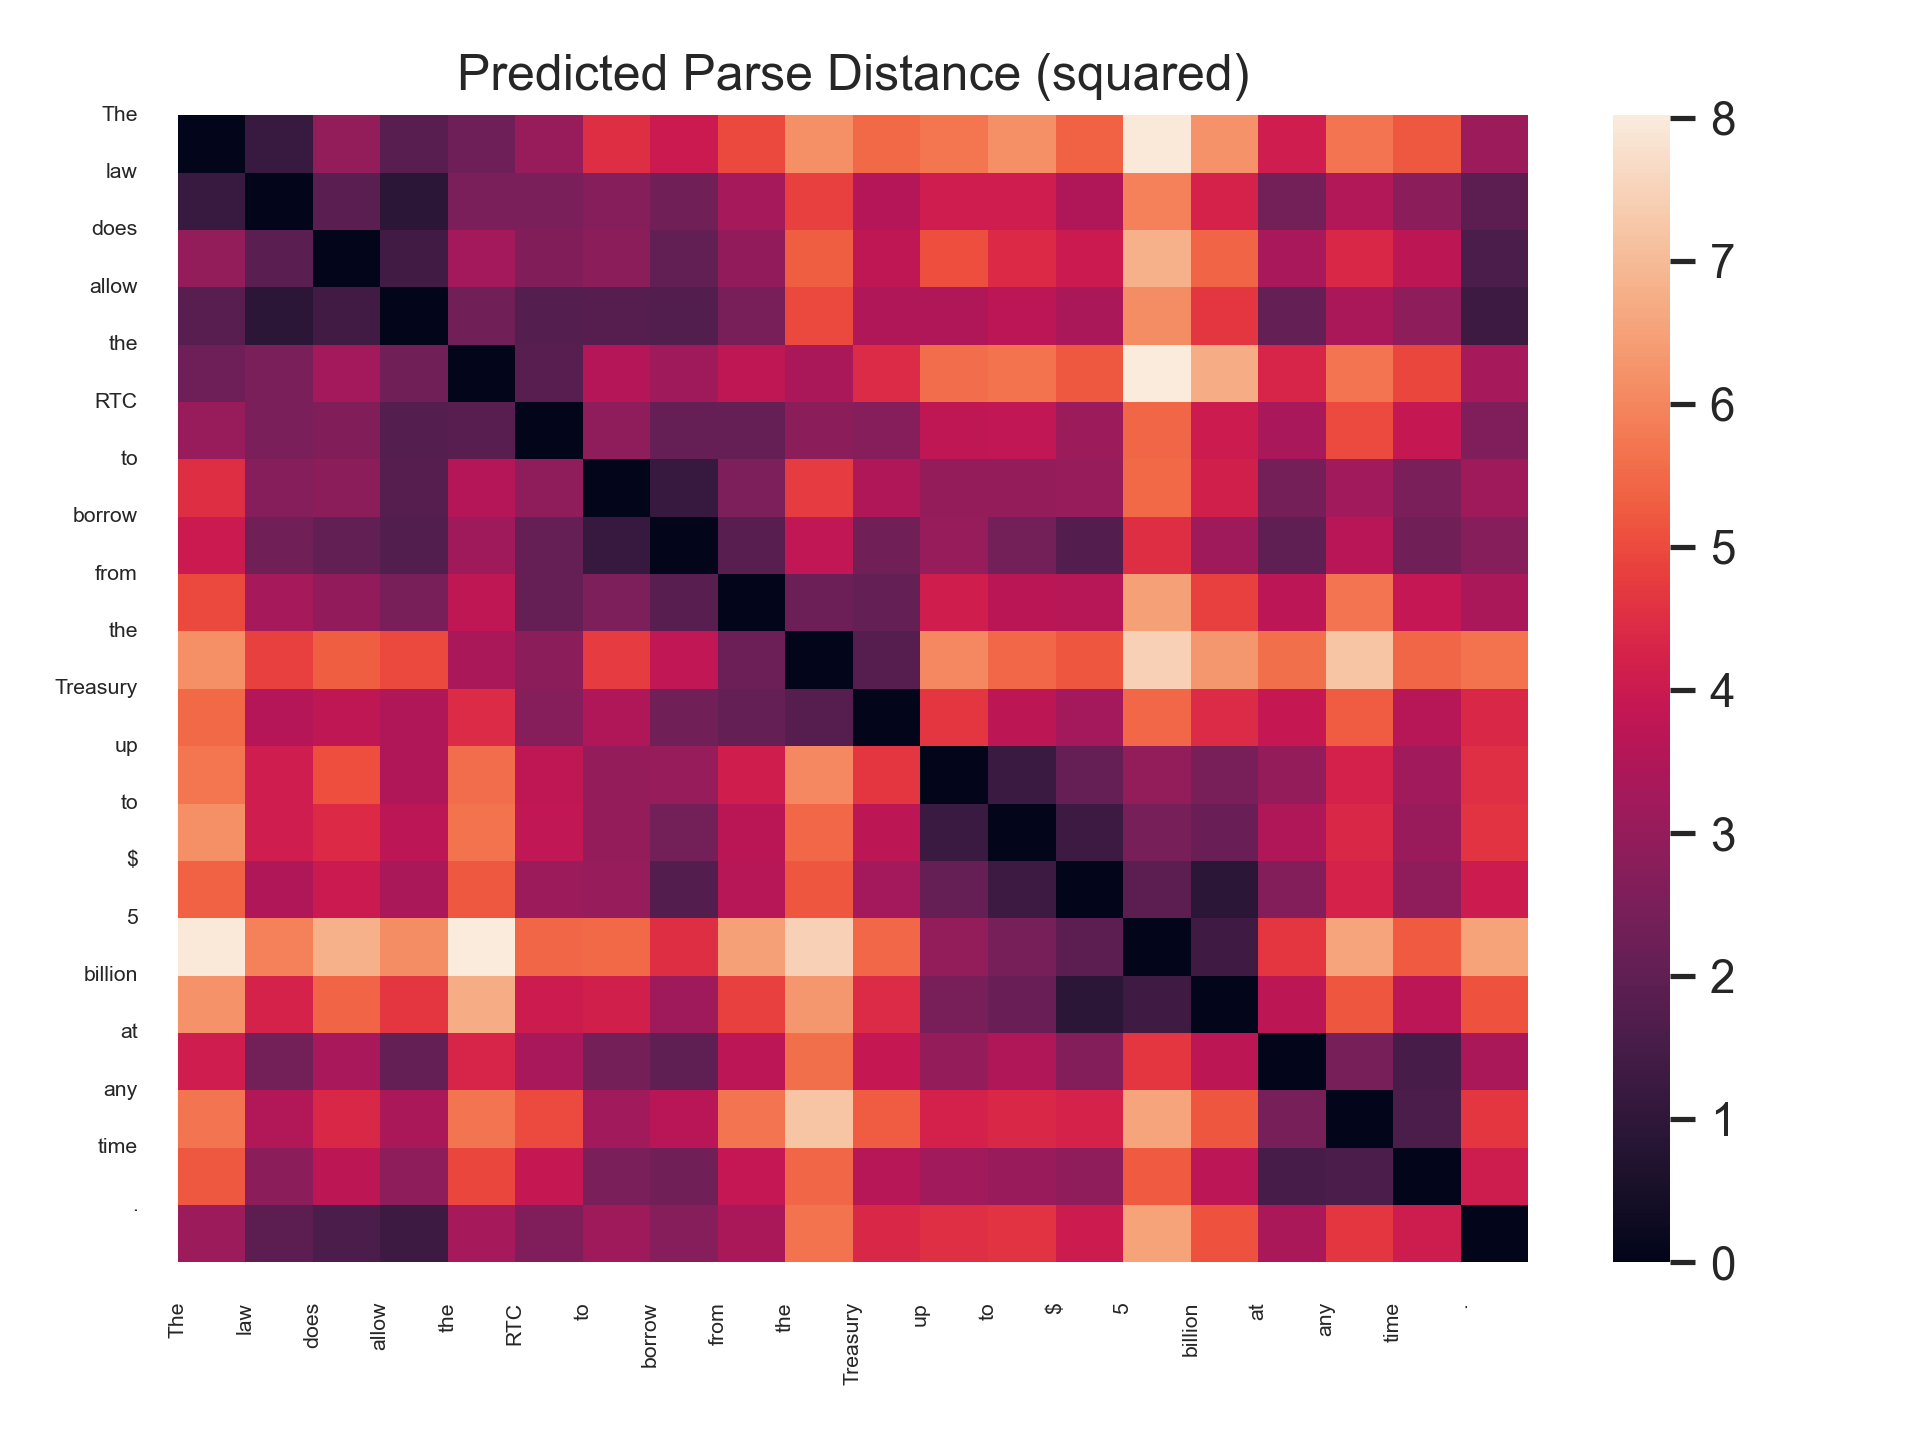 Predicted Parse Distance (squared)
The
law
does
allow
the
RTC
to
borrow
from
the
Treasury
up
to
$
5
billion
at
any
time
.
8
7
6
5
4
3
2
1
0
The
law
does
allow
the
RTC
to
borrow
from
the
Treasury
up
to
$
5
billion
at
any
time
.